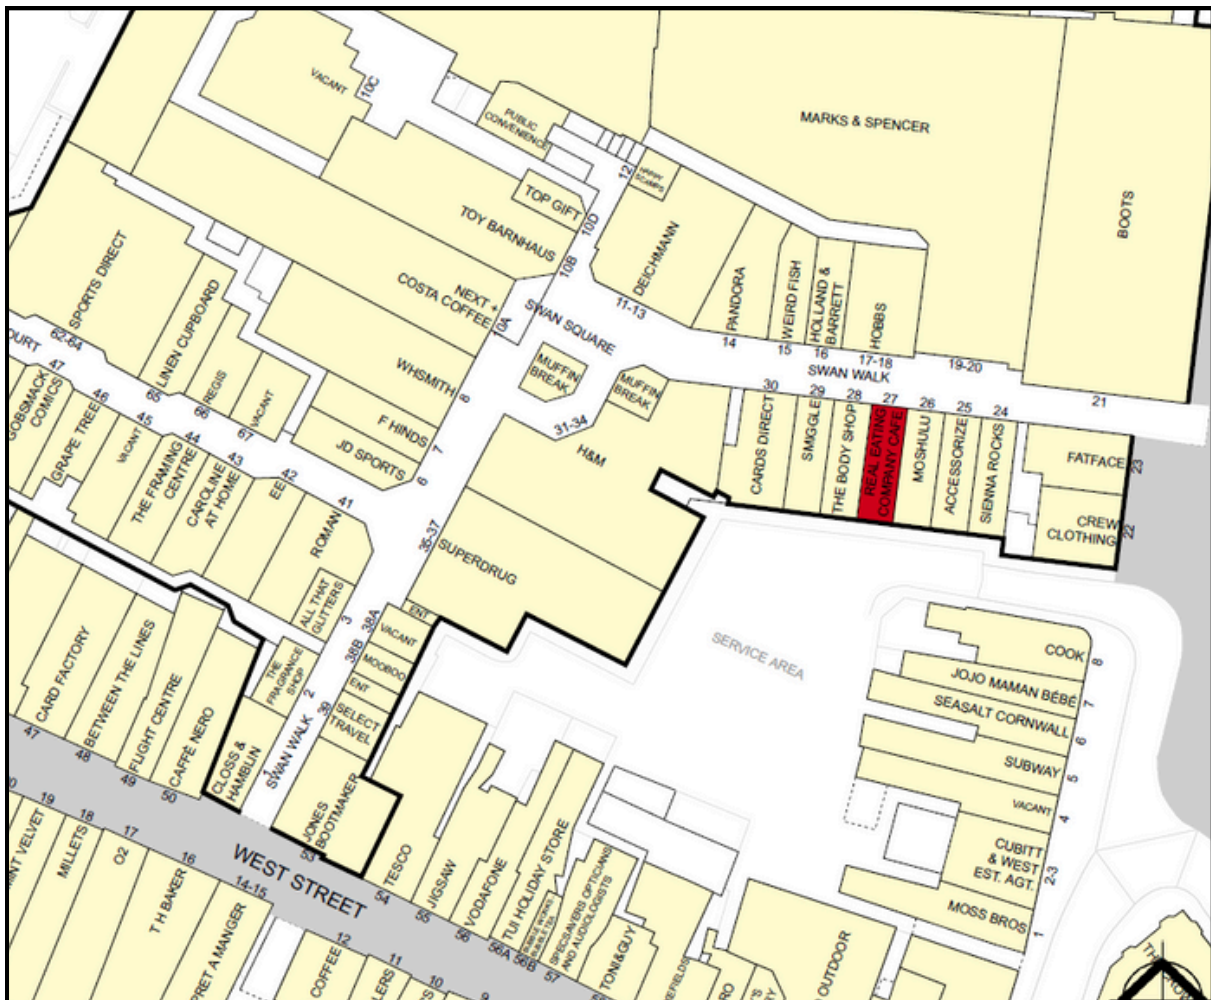 VACANT
10C
PUBLIC
CONVENIENCE
MARKS & SPENCER
BOOTS
12
HAPPY
SCAMPS
TOP GIFT
TOY BARNHAUS
10D
10B
DEICHMANN
11-13
SPORTS DIRECT
62-64
NEXT +
COSTA COFFEE
10A
SWAN SQUARE
PANDORA
14
WEIRD FISH
15
HOLLAND &
BARRETT
16
HOBBS
17-18
SWAN WALK
19-20
21
LINEN CUPBOARD
65
REGIS
66
VACANT
67
WHSMITH
8
F HINDS
7
JD SPORTS
6
MUFFIN
BREAK
MUFFIN
BREAK
31-34
H&M
30
CARDS DIRECT
29
SMIGGLE
28
THE BODY SHOP
27
REAL EATING
COMPANY CAFE
26
MOSHULU
25
ACCESSORIZE
24
SIENNA ROCKS
FATFACE
23
CREW
CLOTHING
22
OURT
47
GOBSMACK
COMICS
46
GRAPE TREE
45
VACANT
44
THE FRAMING
CENTRE
43
CAROLINE
AT HOME
42
EE
41
ROMAN
35-37
SUPERDRUG
ALL THAT
GLITTERS
3
38A
ENT
VACANT
38B
MOOBOO
ENT
39
SELECT
TRAVEL
THE
FRAGRANCE
SHOP
2
SWAN WALK
1
CLOSS &
HAMBLIN
JONES
BOOTMAKER
53
SERVICE AREA
COOK
8
JOJO MAMAN BÉBÉ
7
SEASALT CORNWALL
6
SUBWAY
5
VACANT
4
CUBITT
& WEST
EST. AGT.
2-3
MOSS BROS
1
CARD FACTORY
47
BETWEEN THE LINES
48
FLIGHT CENTRE
49
CAFFÈ NERO
50
WEST STREET
TESCO
54
JIGSAW
55
VODAFONE
56
TUI HOLIDAY STORE
56A
56B
SPECSAVERS OPTICIANS
AND AUDIOLOGISTS
57
TONI&GUY
OUTDOOR
19
MILLETS
18
O2
17
T H BAKER
16
PRET A MANGER
14-15
COFFEE
12
11
10
9